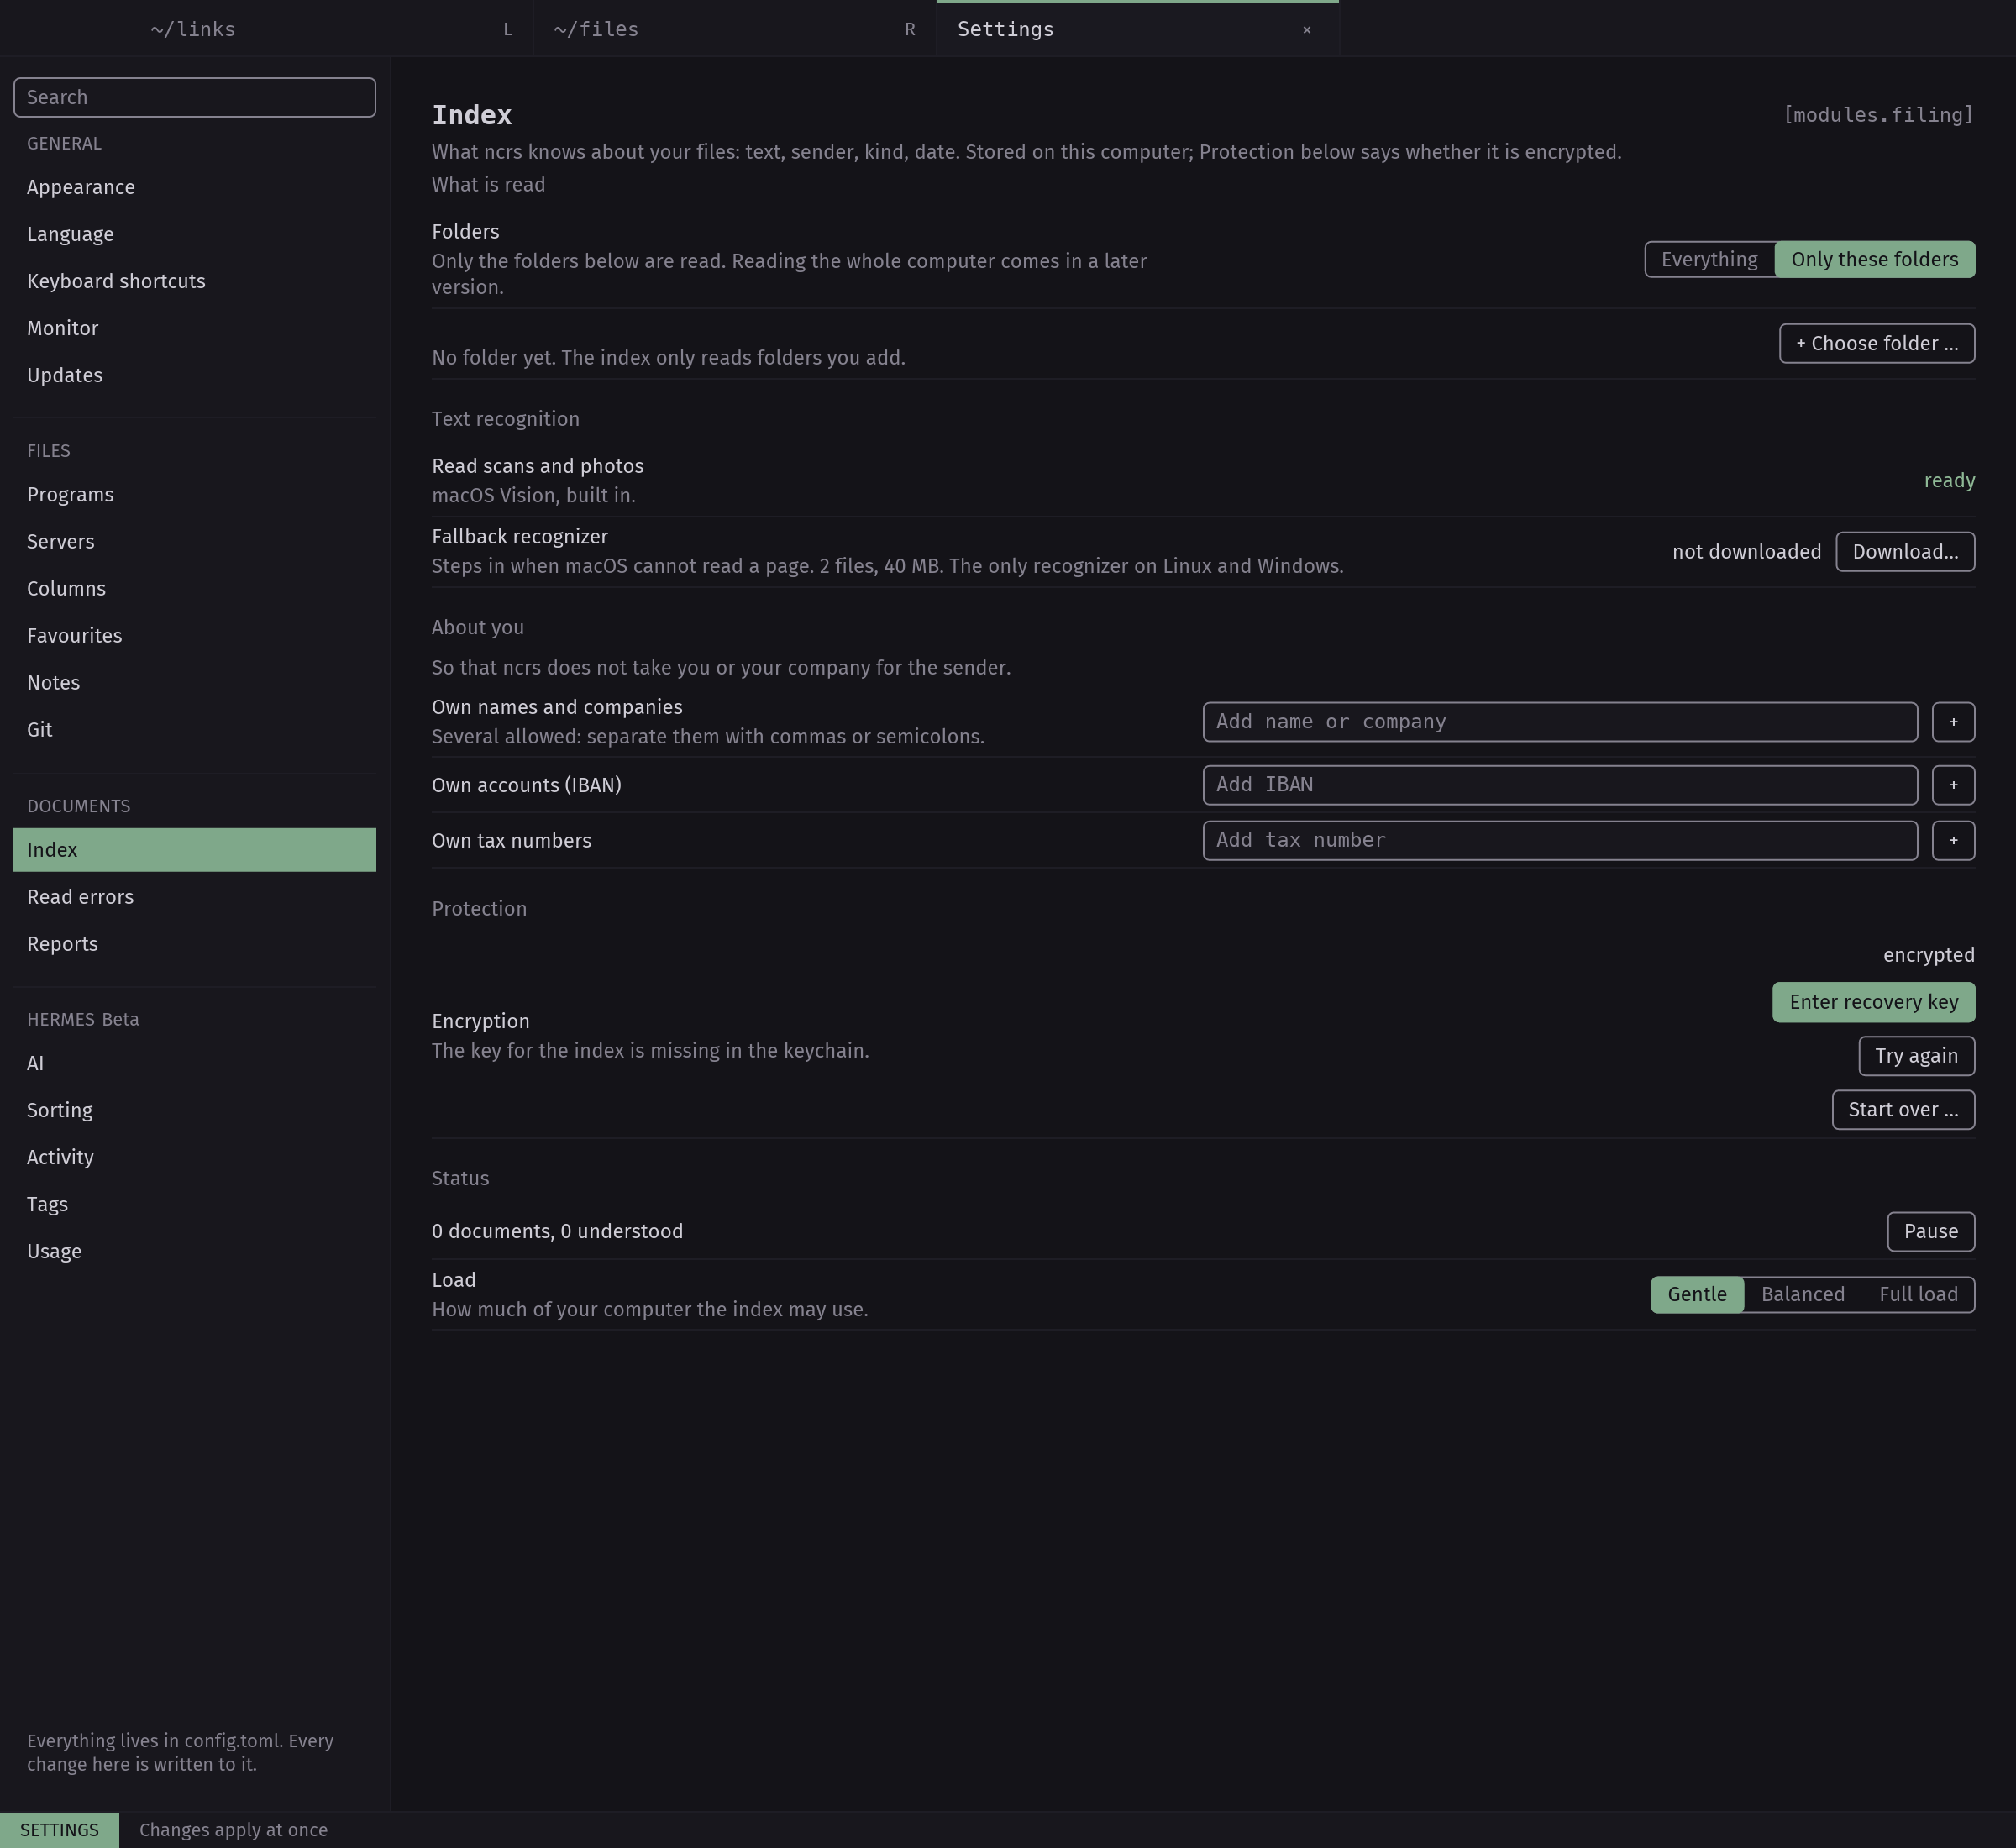 ~/links L ~/files R Settings ×
Search
GENERAL
Appearance
Language
Keyboard shortcuts
Monitor
Updates
FILES
Programs
Servers
Columns
Favourites
Notes
Git
DOCUMENTS
Index
Read errors
Reports
HERMES Beta
AI
Sorting
Activity
Tags
Usage
Everything lives in config.toml. Every
change here is written to it.
Index [modules.filing]
What ncrs knows about your files: text, sender, kind, date. Stored on this computer; Protection below says whether it is encrypted.
What is read
Folders
Only the folders below are read. Reading the whole computer comes in a later
version.
Everything Only these folders
No folder yet. The index only reads folders you add.
+ Choose folder ...
Text recognition
Read scans and photos
macOS Vision, built in.
ready
Fallback recognizer
Steps in when macOS cannot read a page. 2 files, 40 MB. The only recognizer on Linux and Windows.
not downloaded Download...
About you
So that ncrs does not take you or your company for the sender.
Own names and companies
Several allowed: separate them with commas or semicolons.
Add name or company +
Own accounts (IBAN) Add IBAN +
Own tax numbers Add tax number +
Protection
encrypted
Enter recovery key
Encryption
The key for the index is missing in the keychain.
Try again
Start over ...
Status
0 documents, 0 understood Pause
Load
How much of your computer the index may use.
Gentle Balanced Full load
SETTINGS Changes apply at once